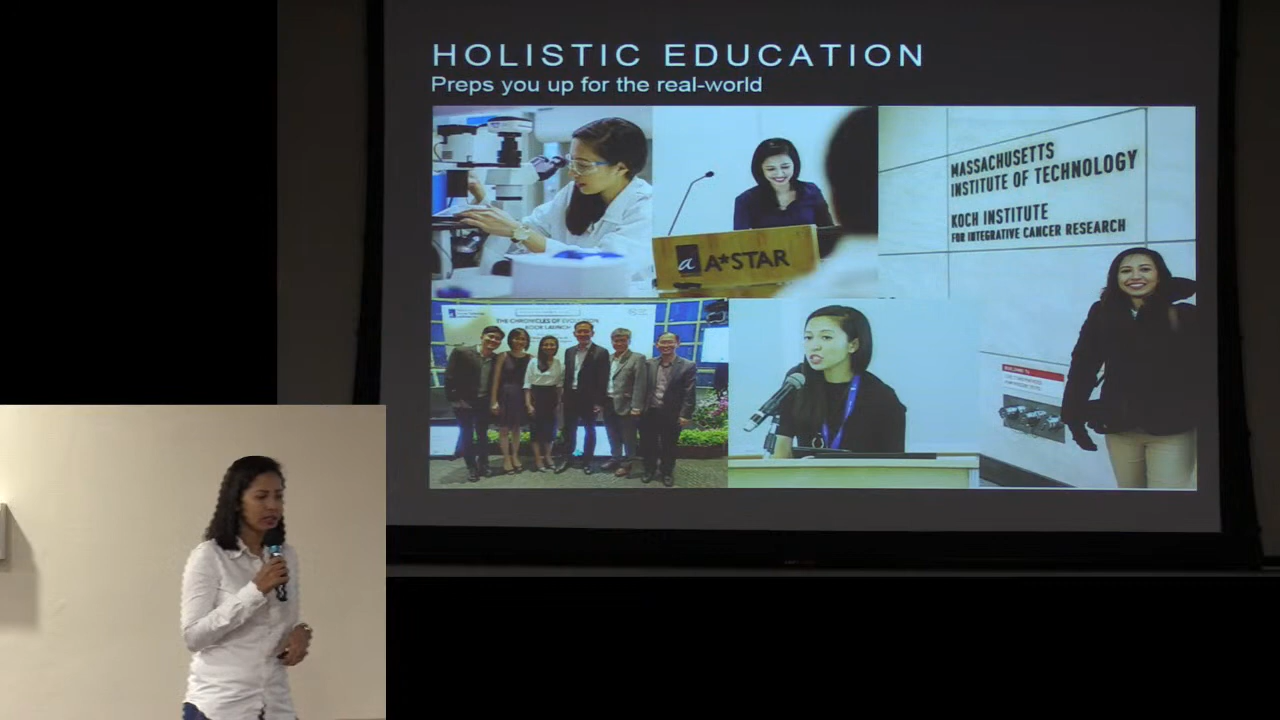 HOLISTIC EDUCATION
Preps you up for the real-world
a
A*STAR
MASSACHUSETTS
INSTITUTE OF TECHNOLOGY
KOCH INSTITUTE
FOR INTEGRATIVE CANCER RESEARCH
THE CHRONICLES OF EVOLUTION
BOOK LAUNCH